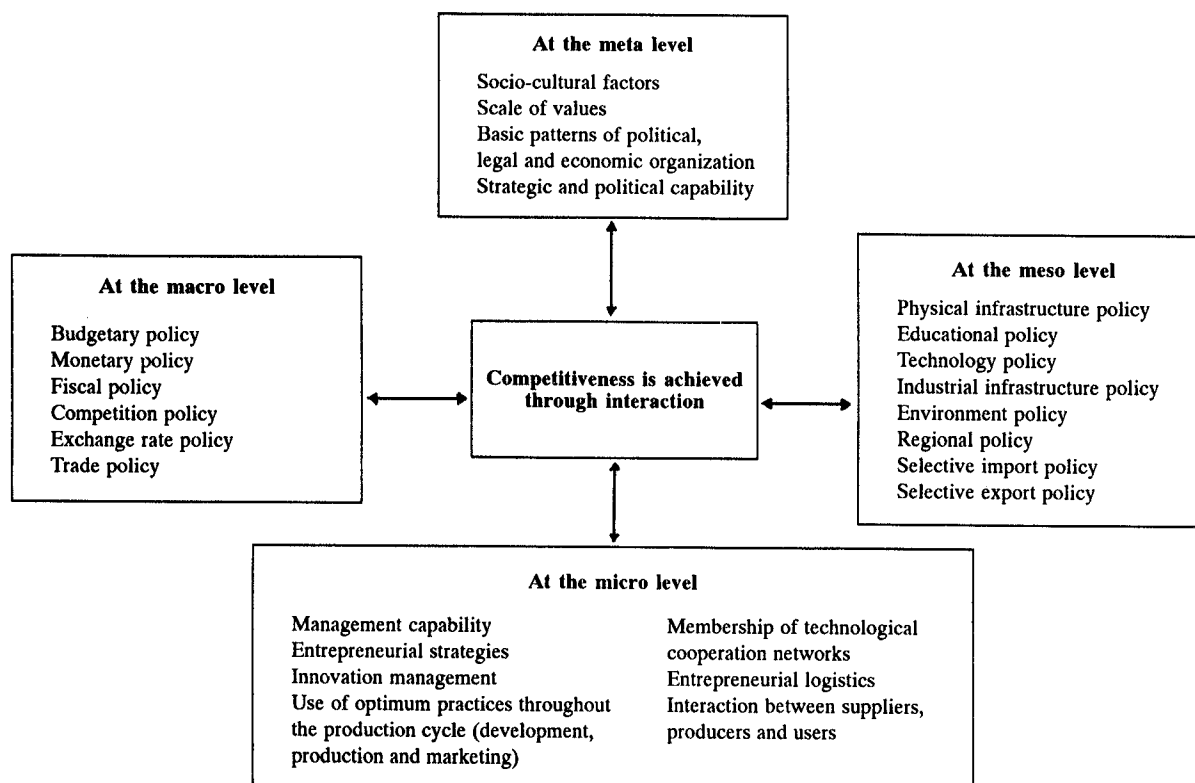 At the meta level
Socio-cultural factors
Scale of values
Basic patterns of political,
legal and economic organization
Strategic and political capability
At the macro level
Budgetary policy
Monetary policy
Fiscal policy
Competition policy
Exchange rate policy
Trade policy
Competitiveness is achieved
through interaction
At the meso level
Physical infrastructure policy
Educational policy
Technology policy
Industrial infrastructure policy
Environment policy
Regional policy
Selective import policy
Selective export policy
At the micro level
Management capability
Entrepreneurial strategies
Innovation management
Use of optimum practices throughout
the production cycle (development,
production and marketing)
Membership of technological
cooperation networks
Entrepreneurial logistics
Interaction between suppliers,
producers and users